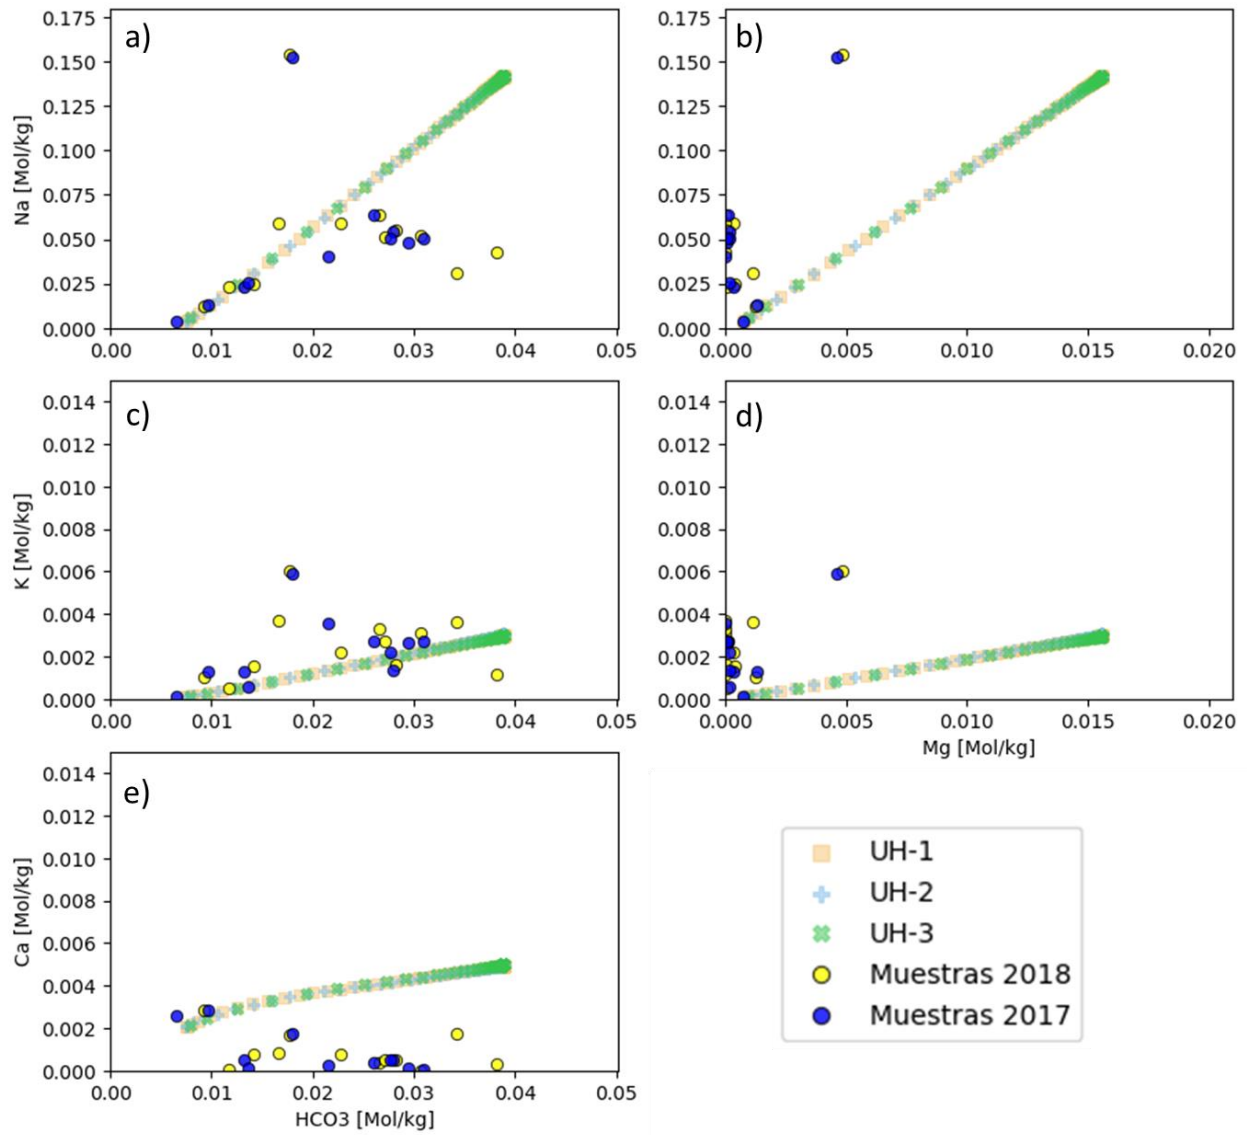 a)
0.175
0.150
0.125
0.100
0.075
0.050
0.025
0.000
Na [Mol/kg]
0.00 0.01 0.02 0.03 0.04 0.05
b)
0.175
0.150
0.125
0.100
0.075
0.050
0.025
0.000
0.000 0.005 0.010 0.015 0.020
c)
0.014
0.012
0.010
0.008
0.006
0.004
0.002
0.000
K [Mol/kg]
0.00 0.01 0.02 0.03 0.04 0.05
d)
0.014
0.012
0.010
0.008
0.006
0.004
0.002
0.000
0.000 0.005 0.010 0.015 0.020
Mg [Mol/kg]
e)
0.014
0.012
0.010
0.008
0.006
0.004
0.002
0.000
Ca [Mol/kg]
0.00 0.01 0.02 0.03 0.04 0.05
HCO3 [Mol/kg]
UH-1
UH-2
UH-3
Muestras 2018
Muestras 2017